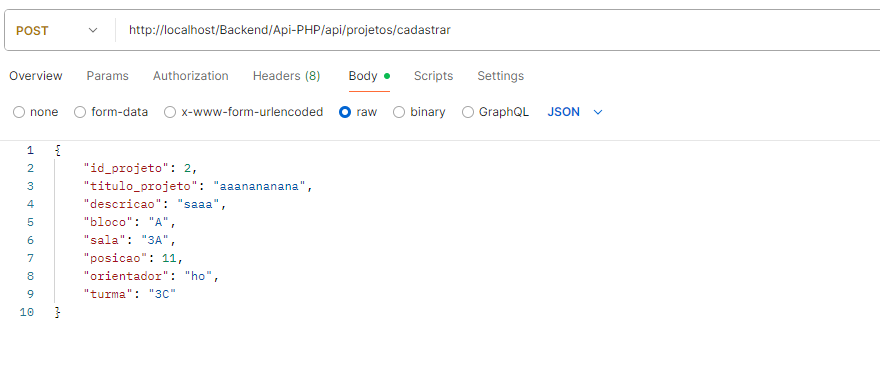 POST http://localhost/Backend/Api-PHP/api/projetos/cadastrar
Overview Params Authorization Headers (8) Body Scripts Settings
none form-data x-www-form-urlencoded raw binary GraphQL JSON
1 {
2 "id_projeto": 2,
3 "titulo_projeto": "aaanananana",
4 "descricao": "saaa",
5 "bloco": "A",
6 "sala": "3A",
7 "posicao": 11,
8 "orientador": "ho",
9 "turma": "3C"
10 }